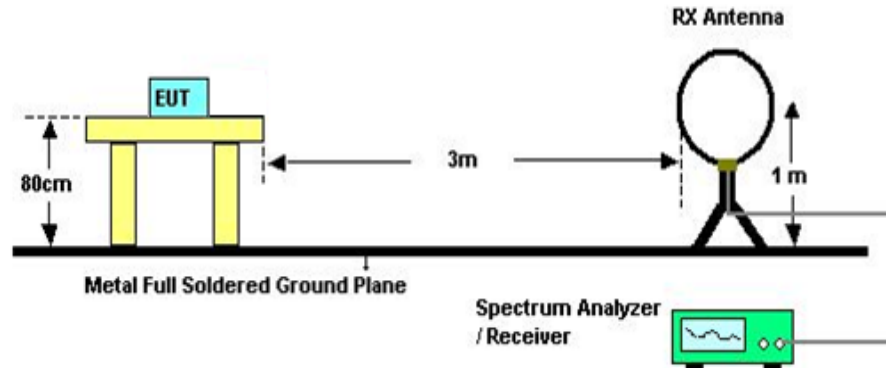 RX Antenna
EUT
80cm
3m
1 m
Metal Full Soldered Ground Plane
Spectrum Analyzer
/ Receiver